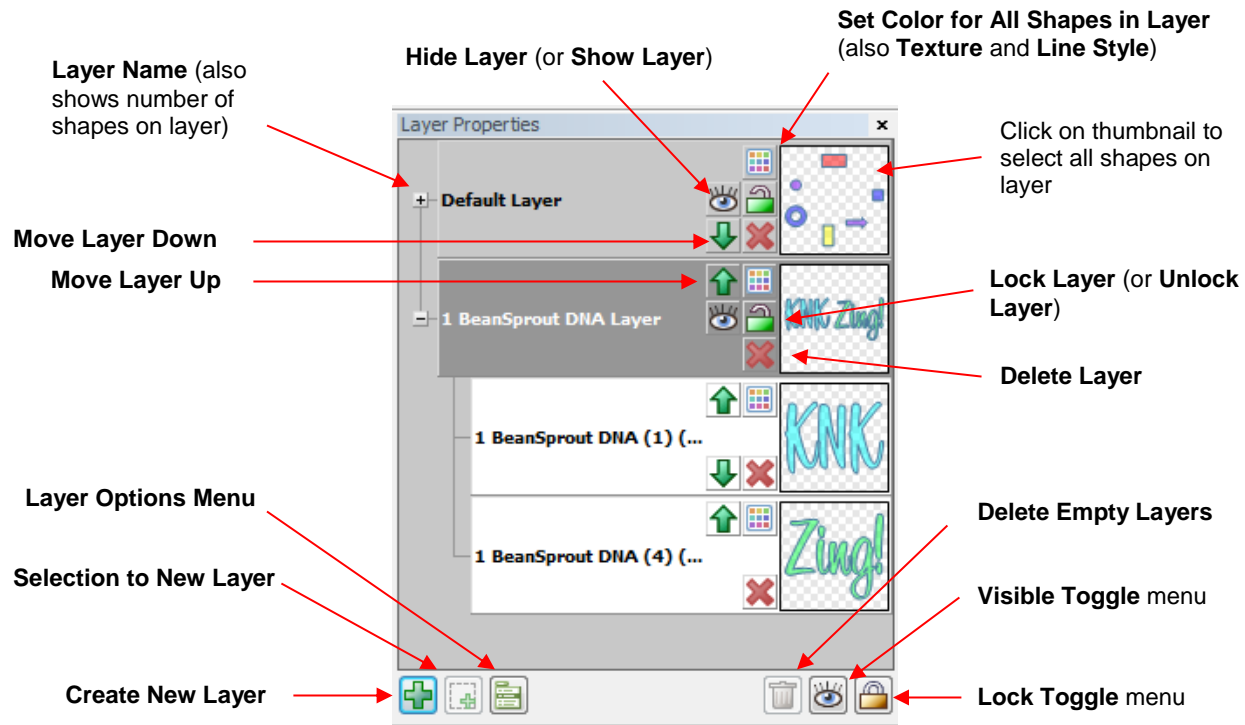 Set Color for All Shapes in Layer
(also Texture and Line Style)
Hide Layer (or Show Layer)
Layer Name (also
shows number of
shapes on layer)
Layer Properties
x
Click on thumbnail to
select all shapes on
layer
Default Layer
Move Layer Down
Move Layer Up
Lock Layer (or Unlock
Layer)
1 BeanSprout DNA Layer
KNK Zing!
Delete Layer
1 BeanSprout DNA (1) (...
KNK
Layer Options Menu
Delete Empty Layers
1 BeanSprout DNA (4) (...
Zing!
Selection to New Layer
Visible Toggle menu
Create New Layer
Lock Toggle menu